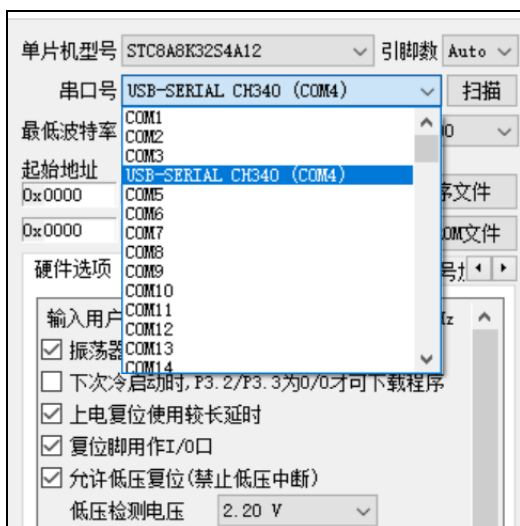 单片机型号 STC8A8K32S4A12 引脚数 Auto
串口号 USB-SERIAL CH340 (COM4) 扫描
最低波特率
COM1
COM2
COM3
USB-SERIAL CH340 (COM4)
COM5
COM6
COM7
COM8
COM9
COM10
COM11
COM12
COM13
COM14
起始地址
0x0000 序文件
0x0000 OM文件
硬件选项
输入用户 Hz
振荡器
下次冷启动时,P3.2/P3.3为0/0才可下载程序
上电复位使用较长延时
复位脚用作I/O口
允许低压复位(禁止低压中断)
低压检测电压 2.20 V